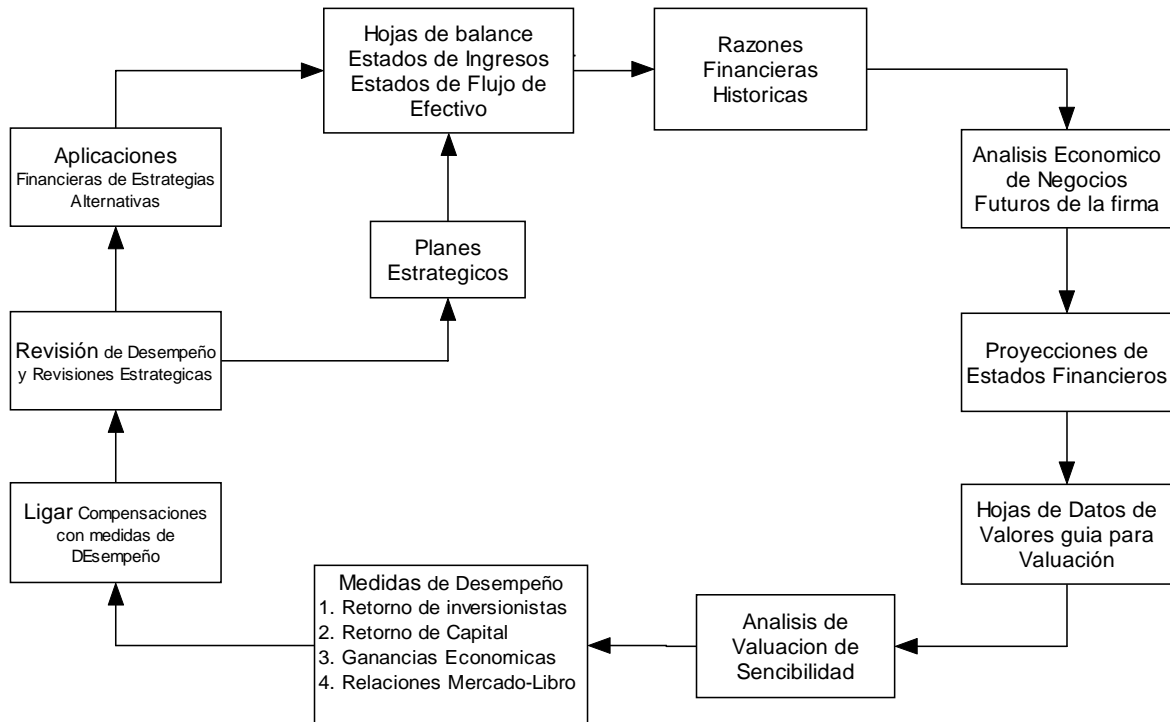 Hojas de balance
Estados de Ingresos
Estados de Flujo de
Efectivo
Razones
Financieras
Historicas
Analisis Economico
de Negocios
Futuros de la firma
Proyecciones de
Estados Financieros
Hojas de Datos de
Valores guia para
Valuación
Analisis de
Valuacion de
Sencibilidad
Medidas de Desempeño
1. Retorno de inversionistas
2. Retorno de Capital
3. Ganancias Economicas
4. Relaciones Mercado-Libro
Ligar Compensaciones
con medidas de
DEsempeño
Revisión de Desempeño
y Revisiones Estrategicas
Aplicaciones
Financieras de Estrategias
Alternativas
Planes
Estrategicos